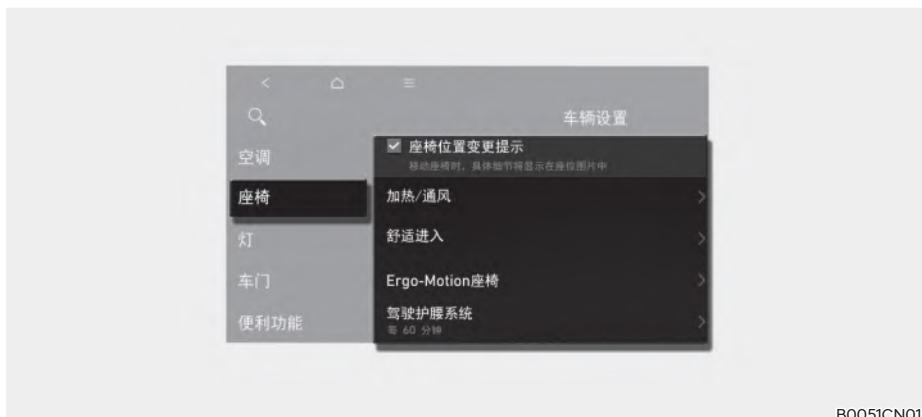 车辆设置
空调
座椅
灯
车门
便利功能
座椅位置变更提示
移动座椅时，具体细节将显示在座位图片中
加热/通风
舒适进入
Ergo-Motion座椅
驾驶护腰系统
每 60 分钟
B0051CN01